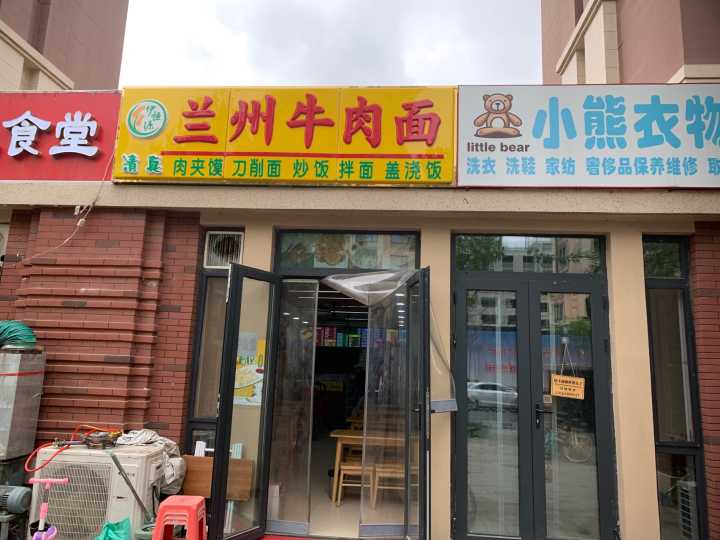 食堂
兰州牛肉面
清真 肉夹馍 刀削面 炒饭 拌面 盖浇饭
little bear
小熊衣物
洗衣 洗鞋 家纺 奢侈品保养维修 取